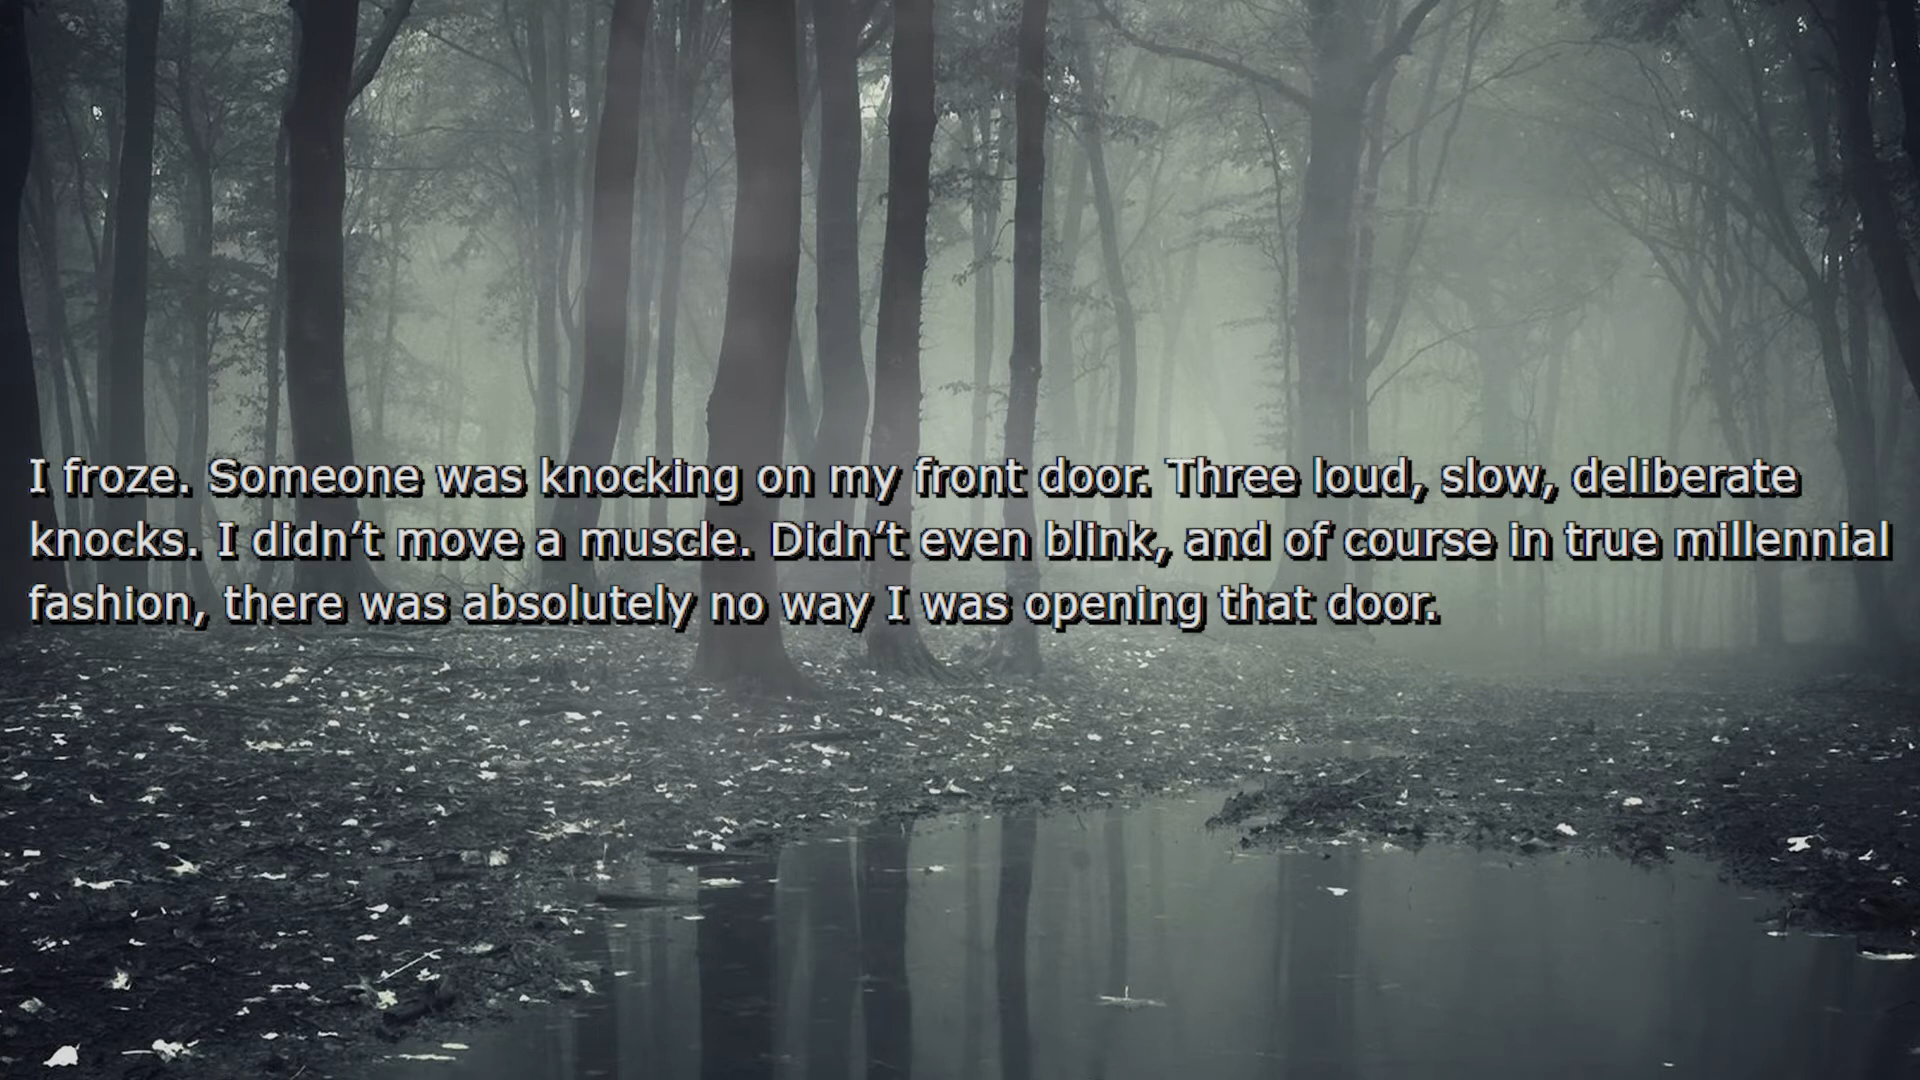 I froze. Someone was knocking on my front door. Three loud, slow, deliberate
knocks. I didn’t move a muscle. Didn’t even blink, and of course in true millennial
fashion, there was absolutely no way I was opening that door.